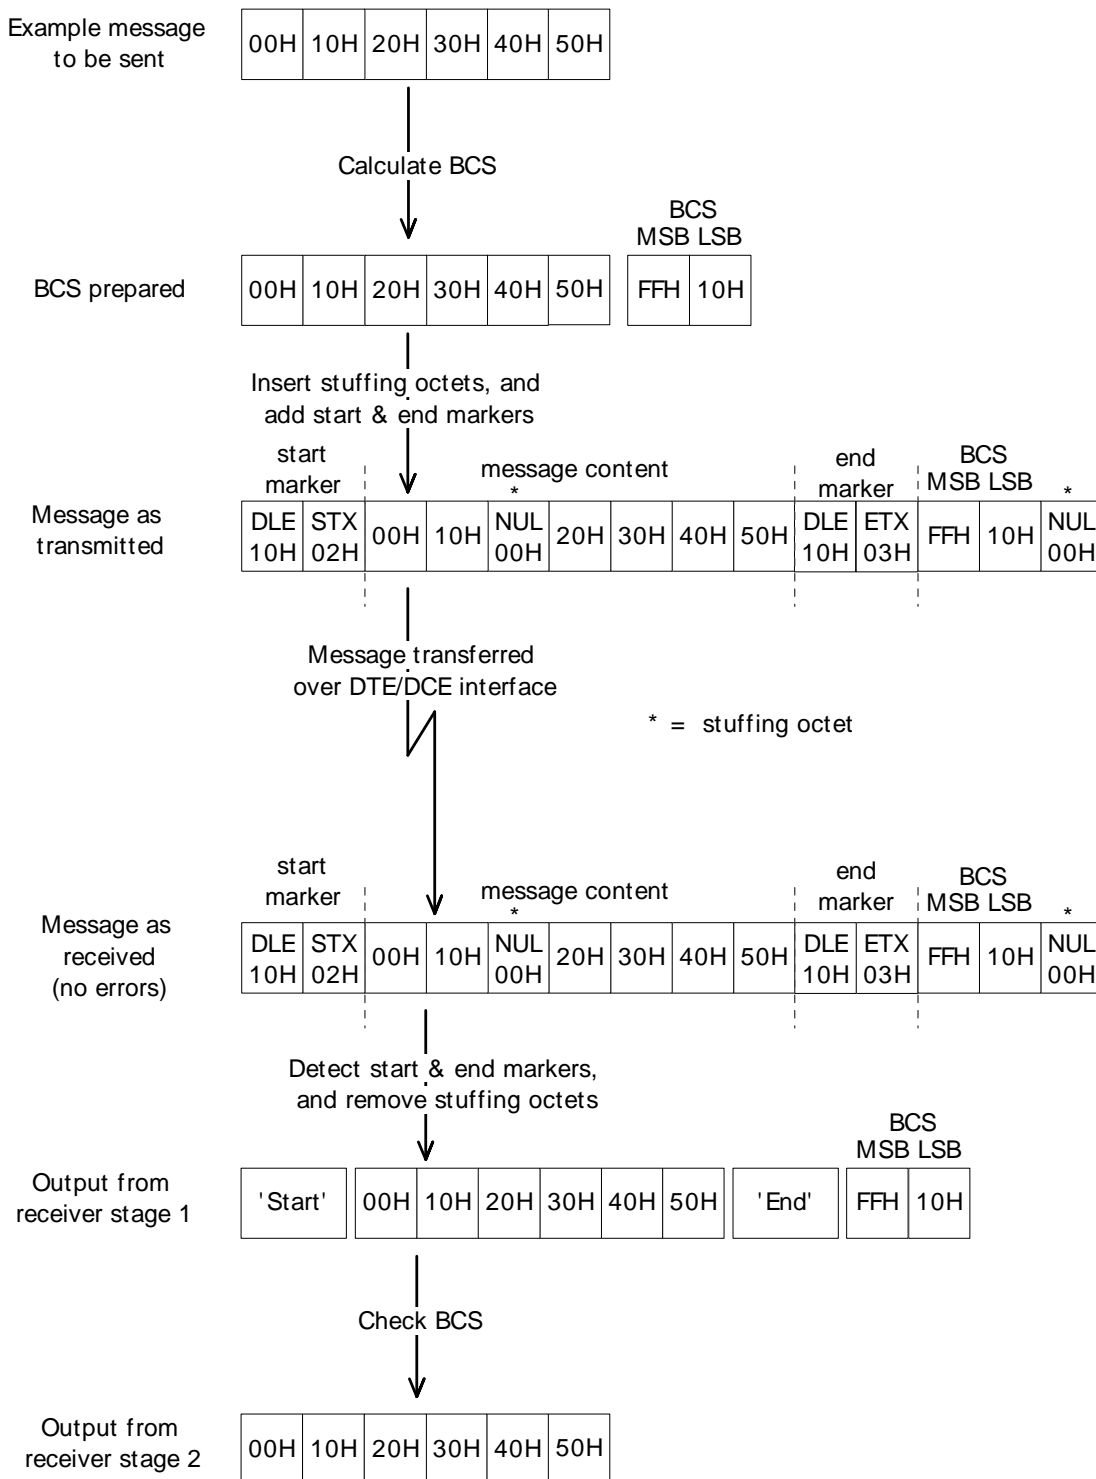 Example message
to be sent
00H 10H 20H 30H 40H 50H
Calculate BCS
BCS
MSB LSB
BCS prepared
00H 10H 20H 30H 40H 50H FFH 10H
Insert stuffing octets, and
add start & end markers
start
marker
message content
end
marker
BCS
MSB LSB
* *
Message as
transmitted
DLE STX 00H 10H NUL 20H 30H 40H 50H DLE ETX FFH 10H NUL
10H 02H 00H 10H 03H 00H
Message transferred
over DTE/DCE interface
* = stuffing octet
start
marker
message content
end
marker
BCS
MSB LSB
* *
Message as
received
(no errors)
DLE STX 00H 10H NUL 20H 30H 40H 50H DLE ETX FFH 10H NUL
10H 02H 00H 10H 03H 00H
Detect start & end markers,
and remove stuffing octets
BCS
MSB LSB
Output from
receiver stage 1
'Start' 00H 10H 20H 30H 40H 50H 'End' FFH 10H
Check BCS
Output from
receiver stage 2
00H 10H 20H 30H 40H 50H